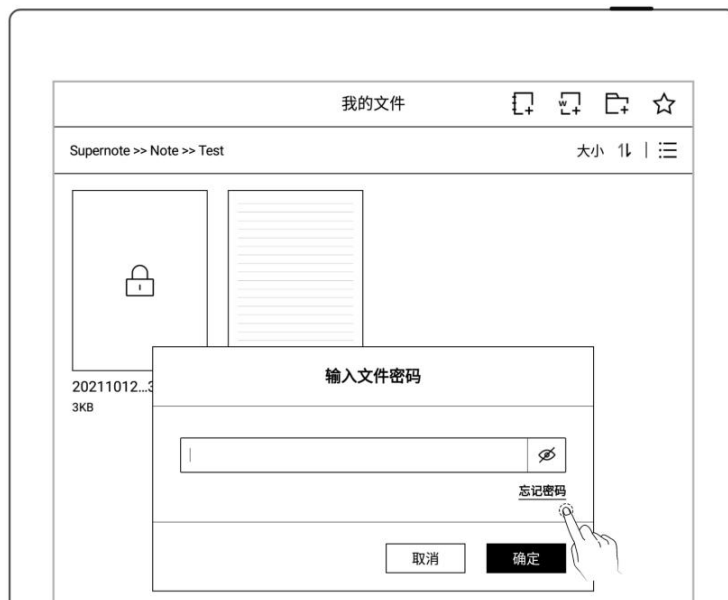 我的文件
Supernote >> Note >> Test
大小
20211012...3
3KB
输入文件密码
忘记密码
取消
确定